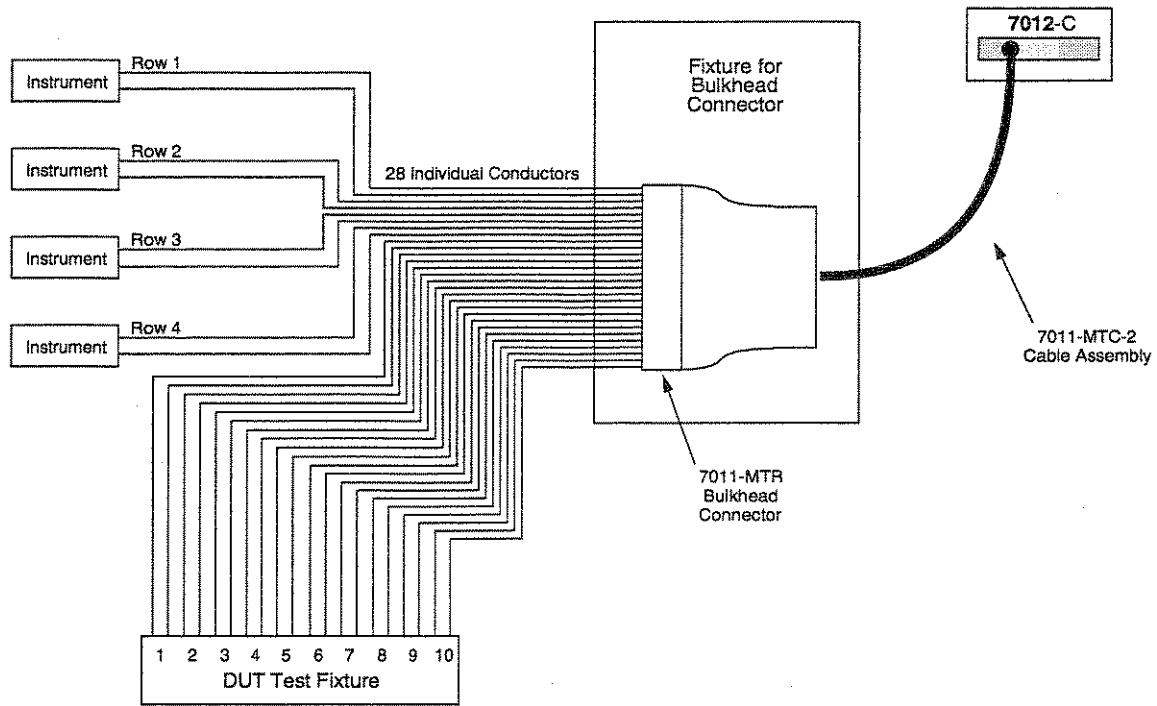 7012-C
Fixture for
Bulkhead
Connector
Row 1
Instrument
Row 2
Instrument
28 Individual Conductors
Row 3
Instrument
Row 4
Instrument
7011-MTC-2
Cable Assembly
7011-MTR
Bulkhead
Connector
1 2 3 4 5 6 7 8 9 10
DUT Test Fixture